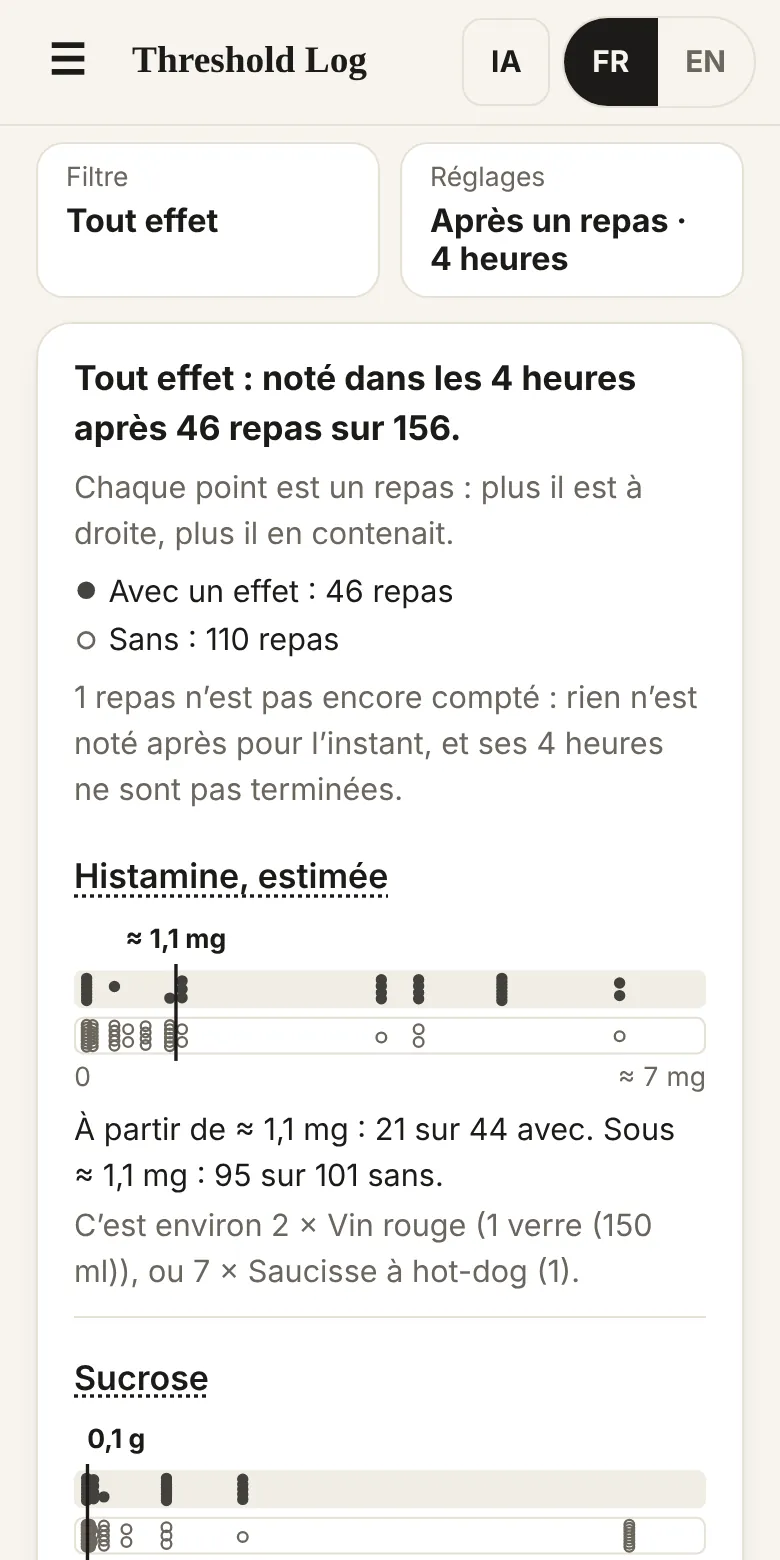 ☰ Threshold Log IA FR EN
Filtre
Tout effet
Réglages
Après un repas ·
4 heures
Tout effet : noté dans les 4 heures
après 46 repas sur 156.
Chaque point est un repas : plus il est à
droite, plus il en contenait.
Avec un effet : 46 repas
Sans : 110 repas
1 repas n’est pas encore compté : rien n’est
noté après pour l’instant, et ses 4 heures
ne sont pas terminées.
Histamine, estimée
≈ 1,1 mg
0 ≈ 7 mg
À partir de ≈ 1,1 mg : 21 sur 44 avec. Sous
≈ 1,1 mg : 95 sur 101 sans.
C’est environ 2 × Vin rouge (1 verre (150
ml)), ou 7 × Saucisse à hot-dog (1).
Sucrose
0,1 g